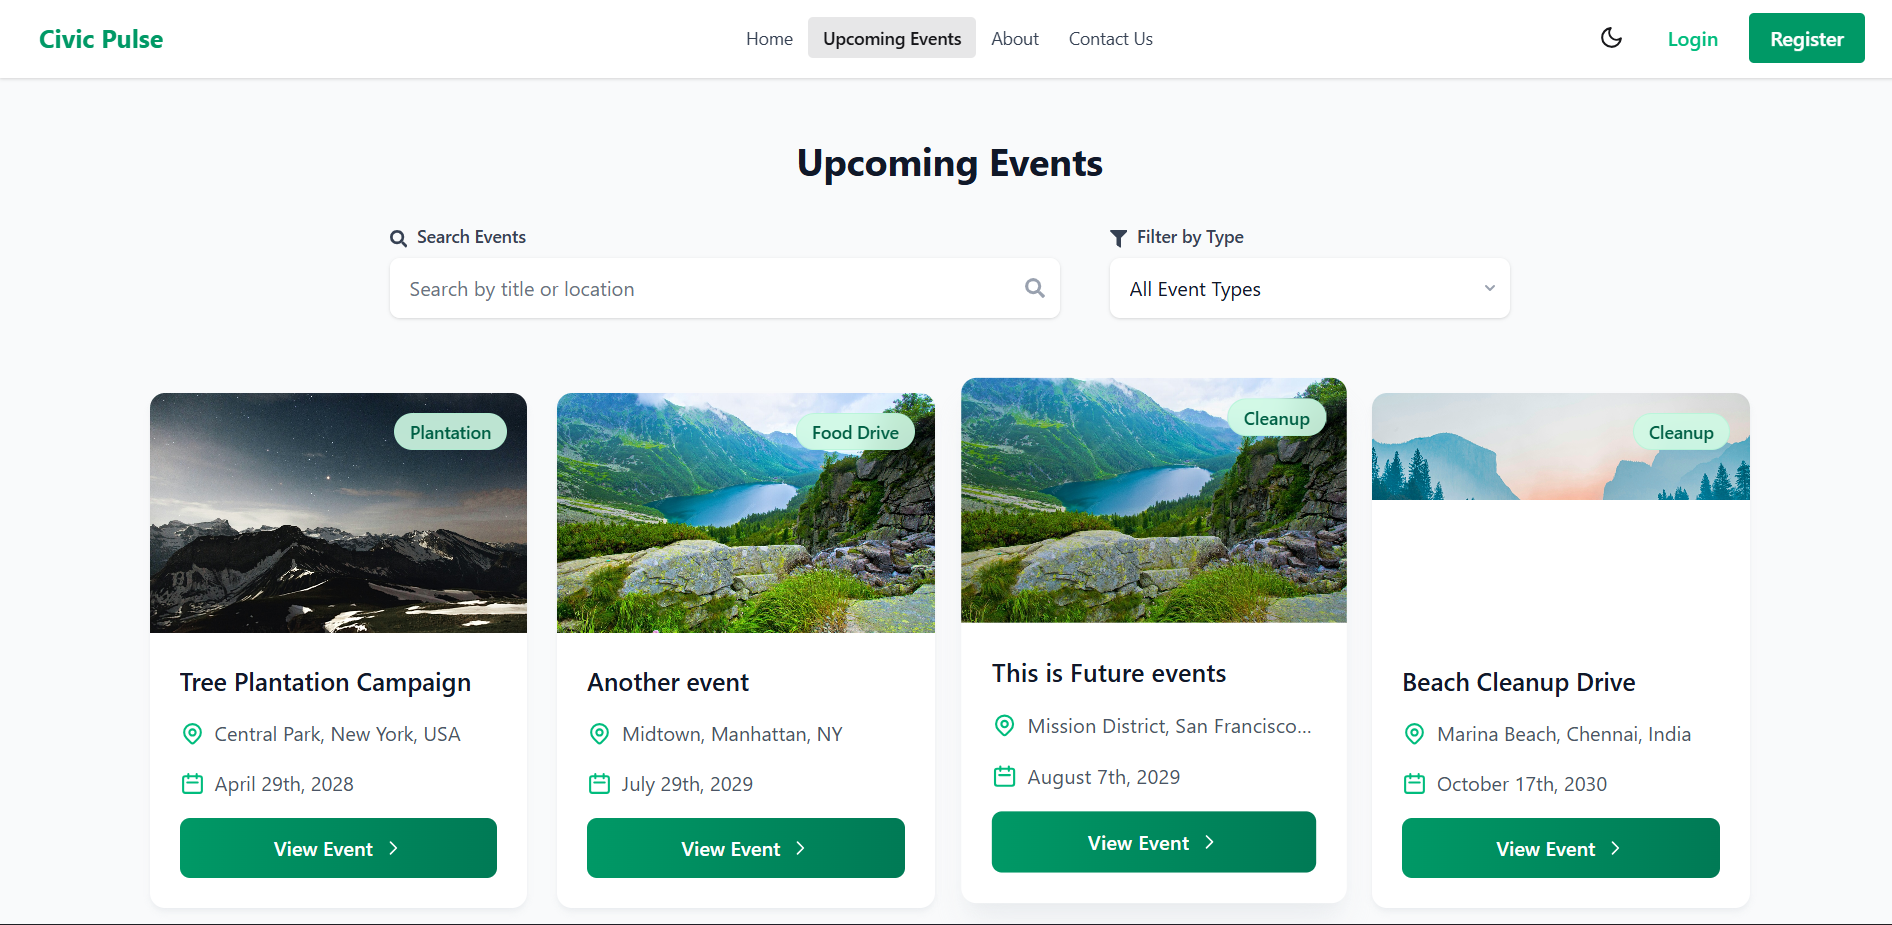 Civic Pulse
Home
Upcoming Events
About
Contact Us
Login
Register
Upcoming Events
Search Events
Filter by Type
Search by title or location
All Event Types
Plantation
Tree Plantation Campaign
Central Park, New York, USA
April 29th, 2028
View Event
Food Drive
Another event
Midtown, Manhattan, NY
July 29th, 2029
View Event
Cleanup
This is Future events
Mission District, San Francisco...
August 7th, 2029
View Event
Cleanup
Beach Cleanup Drive
Marina Beach, Chennai, India
October 17th, 2030
View Event